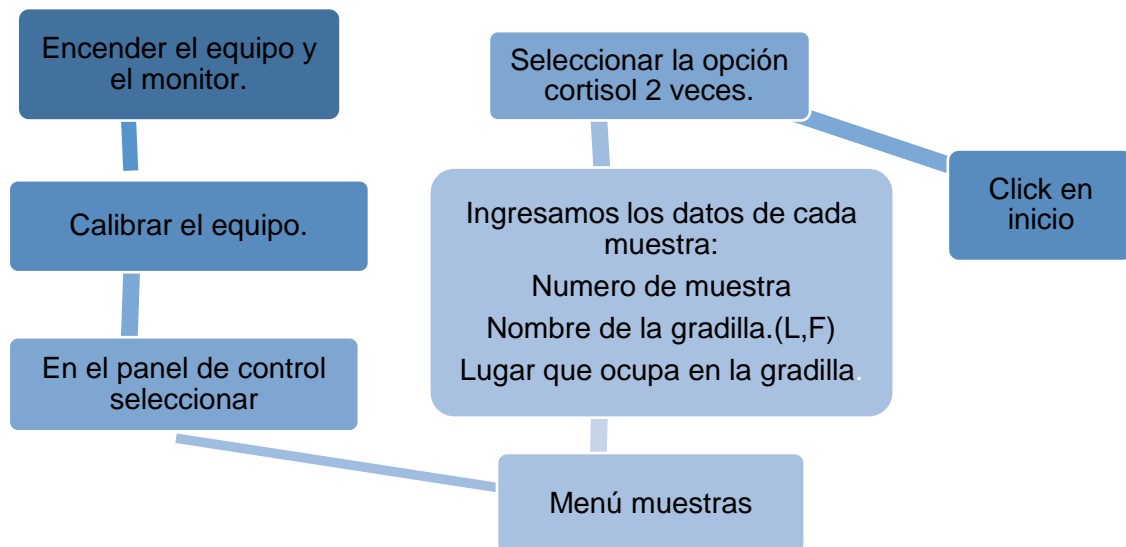 Encender el equipo y
el monitor.
Calibrar el equipo.
En el panel de control
seleccionar
Menú muestras
Ingresamos los datos de cada
muestra:
Numero de muestra
Nombre de la gradilla.(L,F)
Lugar que ocupa en la gradilla.
Seleccionar la opción
cortisol 2 veces.
Click en
inicio